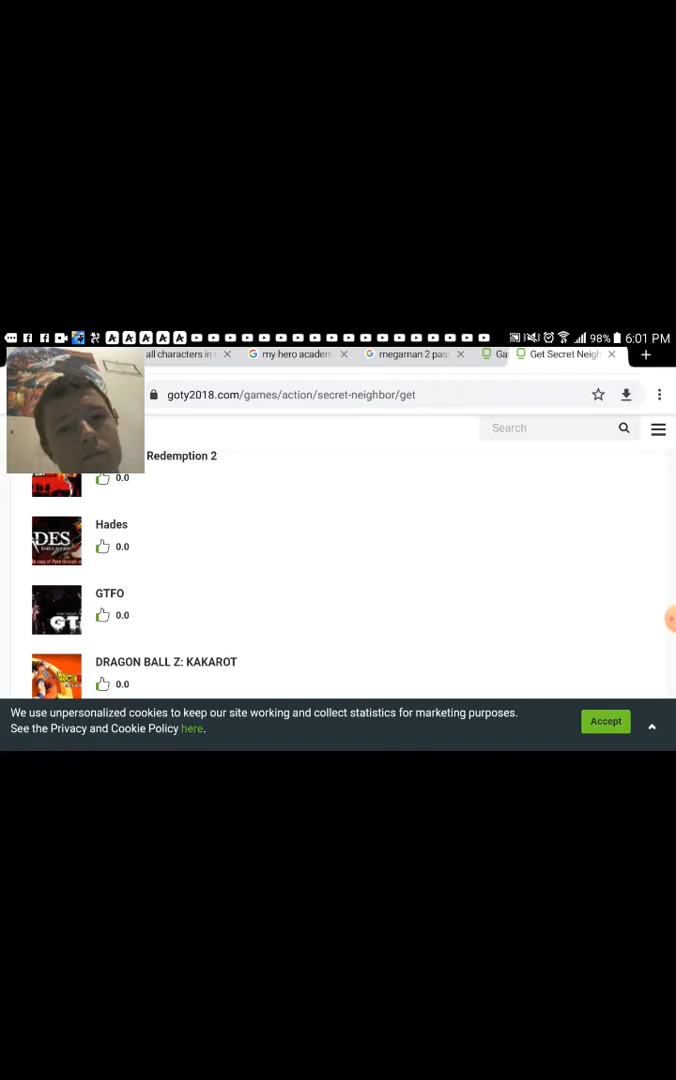 98% 6:01 PM
all characters in
my hero academ
megaman 2 pas
Ga
Get Secret Neigh
goty2018.com/games/action/secret-neighbor/get
Search
Redemption 2
0.0
Hades
DES
0.0
GTFO
GT
0.0
DRAGON BALL Z: KAKAROT
0.0
We use unpersonalized cookies to keep our site working and collect statistics for marketing purposes.
See the Privacy and Cookie Policy here.
Accept